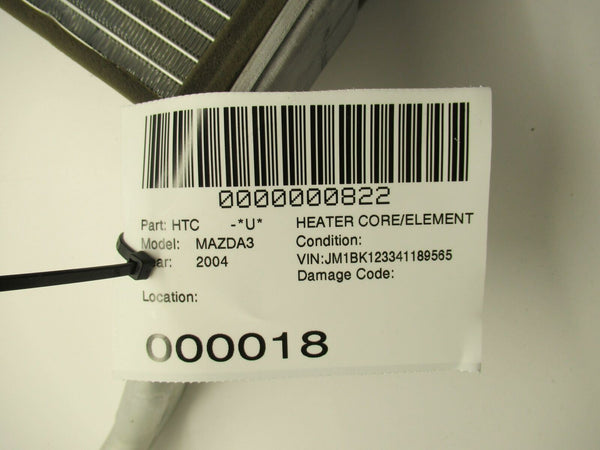 0000000822
Part: HTC -*U* HEATER CORE/ELEMENT
Model: MAZDA3 Condition:
ear: 2004 VIN:JM1BK123341189565
Damage Code:
Location:
000018